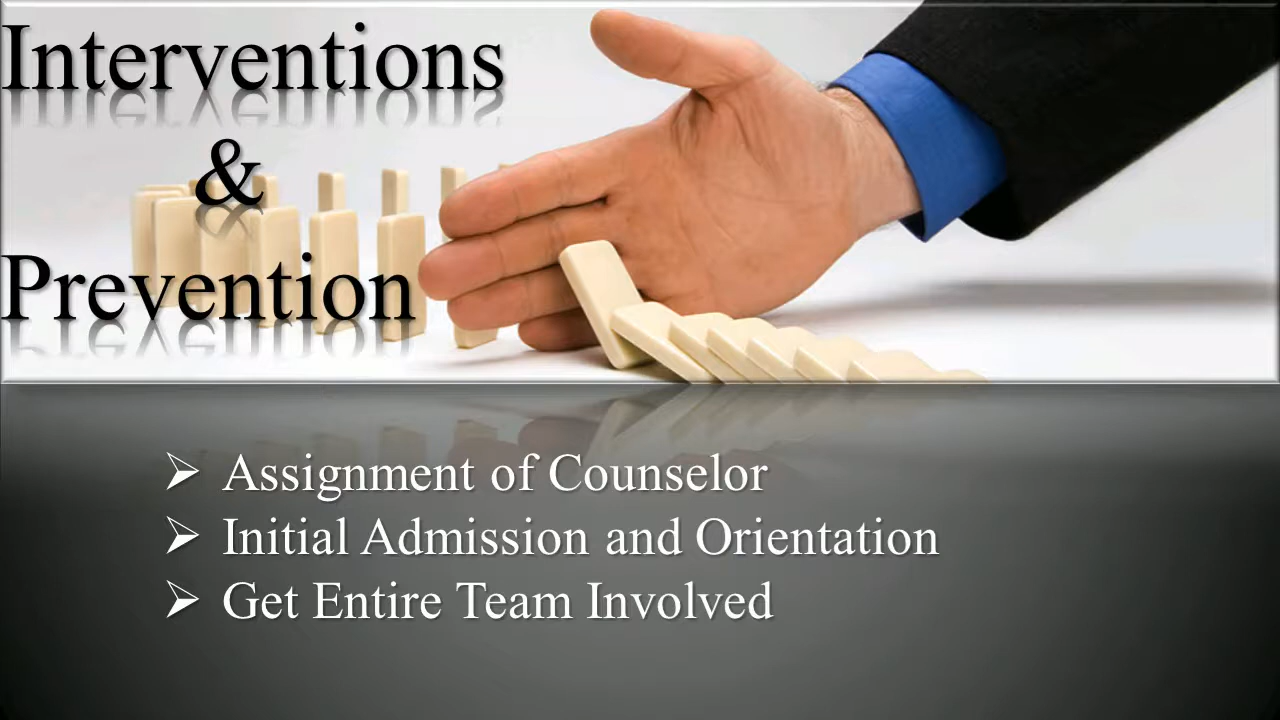 Interventions
&
Prevention
➢ Assignment of Counselor
➢ Initial Admission and Orientation
➢ Get Entire Team Involved